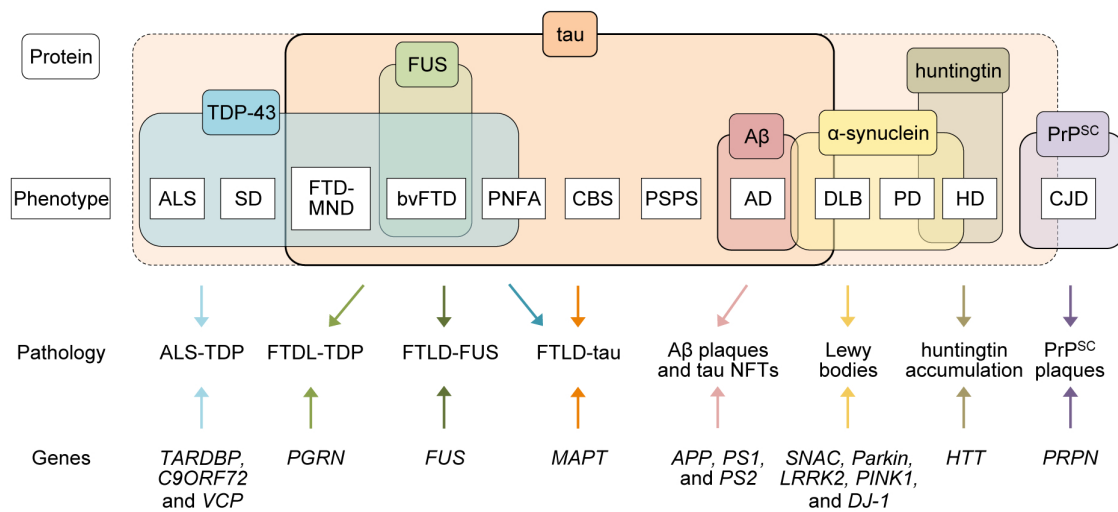 tau
Protein
FUS
huntingtin
TDP-43
Aβ
α-synuclein
PrP^SC
Phenotype
ALS
SD
FTD-
MND
bvFTD
PNFA
CBS
PSPS
AD
DLB
PD
HD
CJD
Pathology
ALS-TDP
FTDL-TDP
FTLD-FUS
FTLD-tau
Aβ plaques
and tau NFTs
Lewy
bodies
huntingtin
accumulation
PrP^SC
plaques
Genes
TARDBP,
C9ORF72
and VCP
PGRN
FUS
MAPT
APP, PS1,
and PS2
SNAC, Parkin,
LRRK2, PINK1,
and DJ-1
HTT
PRPN